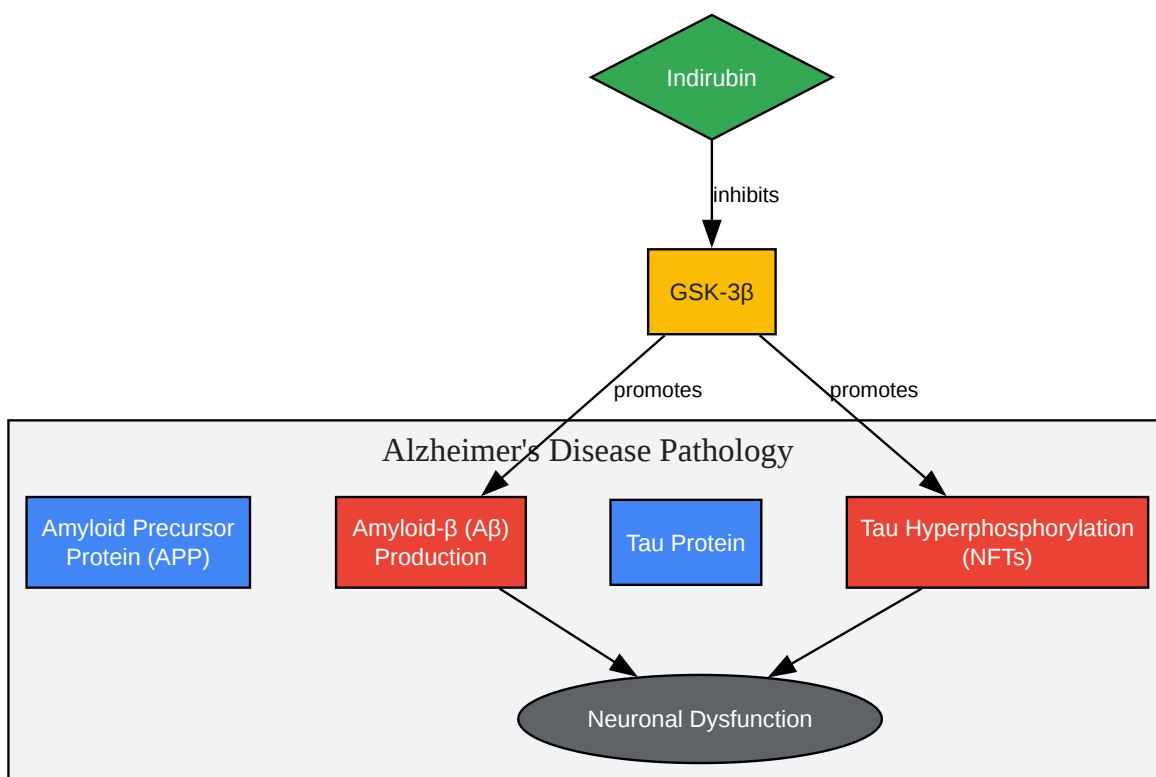 Indirubin
inhibits
GSK-3β
promotes
promotes
Alzheimer's Disease Pathology
Amyloid Precursor
Protein (APP)
Amyloid-β (Aβ)
Production
Tau Protein
Tau Hyperphosphorylation
(NFTs)
Neuronal Dysfunction